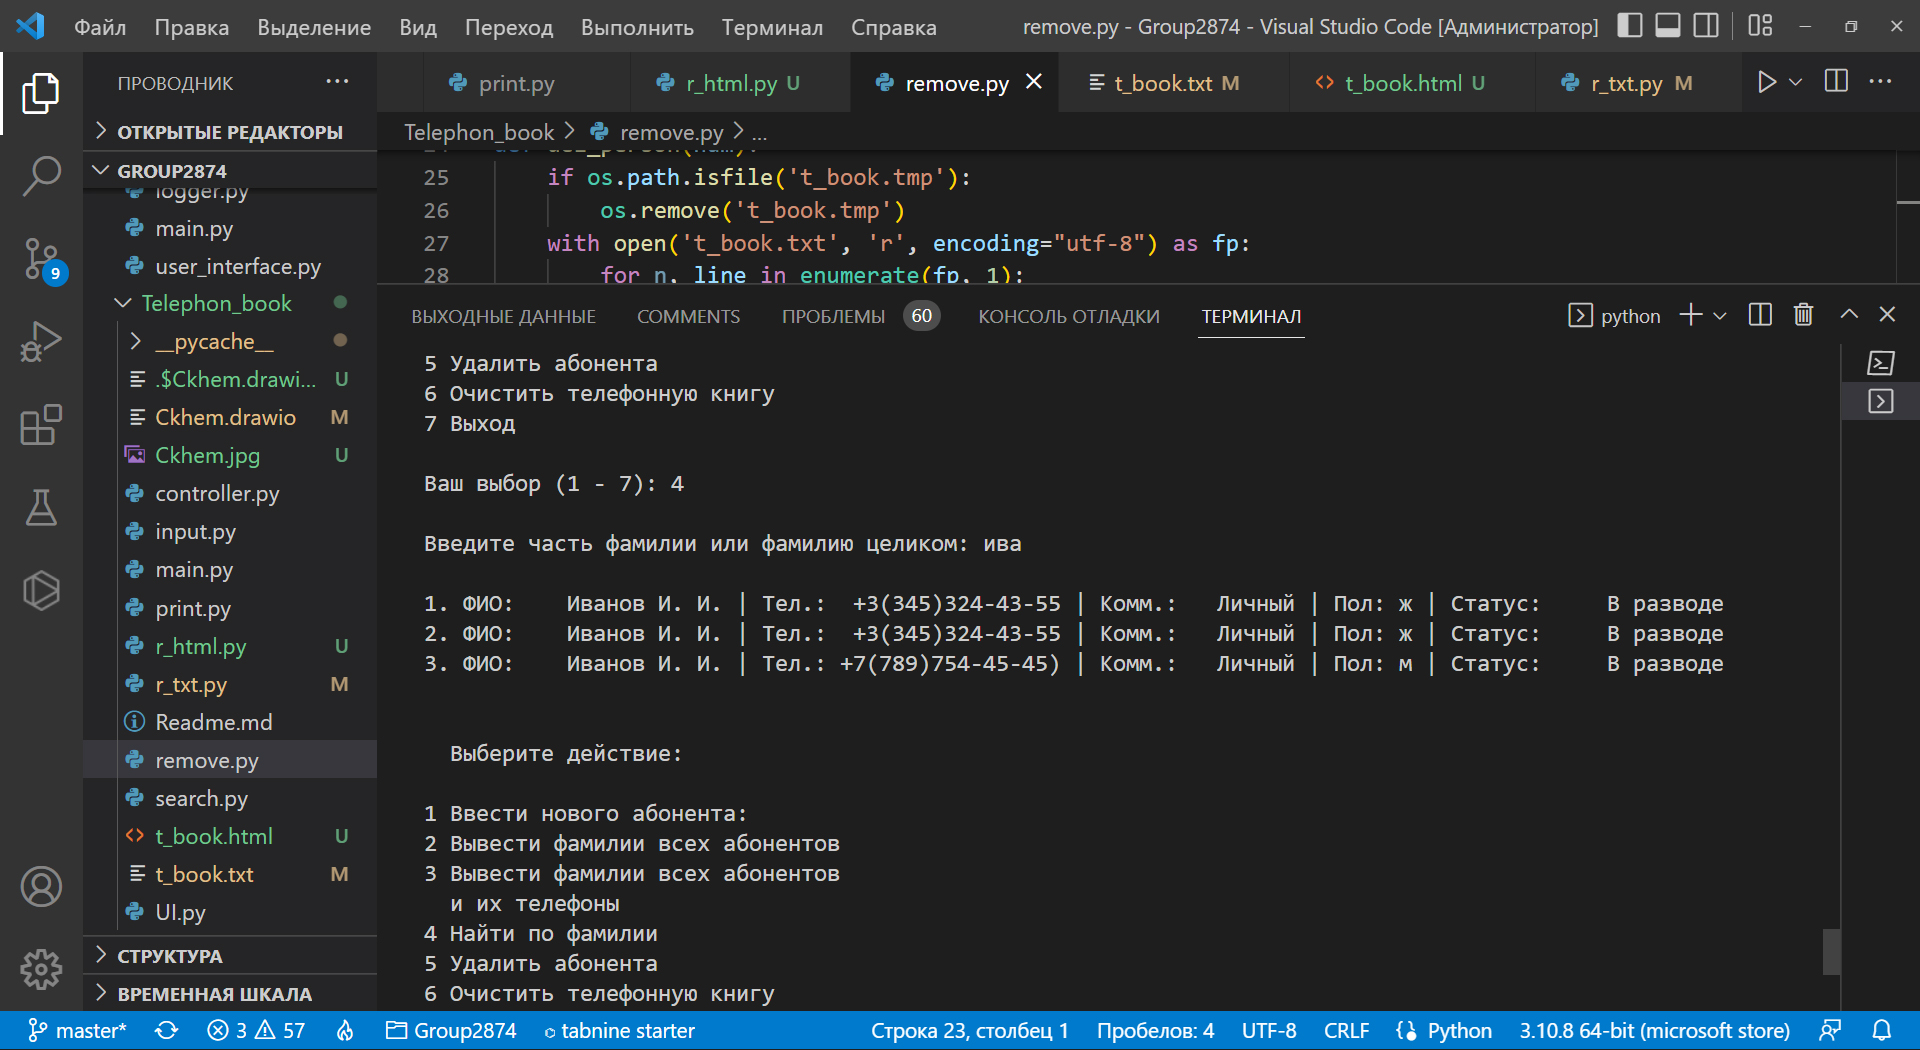 Файл Правка Выделение Вид Переход Выполнить Терминал Справка remove.py - Group2874 - Visual Studio Code [Администратор]
ПРОВОДНИК ···
print.py r_html.py U remove.py t_book.txt M t_book.html U r_txt.py M ···
ОТКРЫТЫЕ РЕДАКТОРЫ
Telephon_book > remove.py > ...
GROUP2874
logger.py
main.py
user_interface.py
Telephon_book
__pycache__
.$Ckhem.drawi... U
Ckhem.drawio M
Ckhem.jpg U
controller.py
input.py
main.py
print.py
r_html.py U
r_txt.py M
Readme.md
remove.py
search.py
t_book.html U
t_book.txt M
UI.py
СТРУКТУРА
ВРЕМЕННАЯ ШКАЛА
9
24 def del_person(num):
25 if os.path.isfile('t_book.tmp'):
26 os.remove('t_book.tmp')
27 with open('t_book.txt', 'r', encoding="utf-8") as fp:
28 for n, line in enumerate(fp, 1):
ВЫХОДНЫЕ ДАННЫЕ COMMENTS ПРОБЛЕМЫ 60 КОНСОЛЬ ОТЛАДКИ ТЕРМИНАЛ python
5 Удалить абонента
6 Очистить телефонную книгу
7 Выход
Ваш выбор (1 - 7): 4
Введите часть фамилии или фамилию целиком: ива
1. ФИО: Иванов И. И. | Тел.: +3(345)324-43-55 | Комм.: Личный | Пол: ж | Статус: В разводе
2. ФИО: Иванов И. И. | Тел.: +3(345)324-43-55 | Комм.: Личный | Пол: ж | Статус: В разводе
3. ФИО: Иванов И. И. | Тел.: +7(789)754-45-45) | Комм.: Личный | Пол: м | Статус: В разводе
Выберите действие:
1 Ввести нового абонента:
2 Вывести фамилии всех абонентов
3 Вывести фамилии всех абонентов
и их телефоны
4 Найти по фамилии
5 Удалить абонента
6 Очистить телефонную книгу
master* 3 57 Group2874 tabnine starter Строка 23, столбец 1 Пробелов: 4 UTF-8 CRLF Python 3.10.8 64-bit (microsoft store)